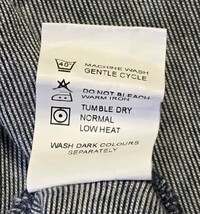 40°
MACHINE WASH
GENTLE CYCLE
DO NOT BLEACH
WARM IRON
TUMBLE DRY
NORMAL
LOW HEAT
WASH DARK COLOURS
SEPARATELY